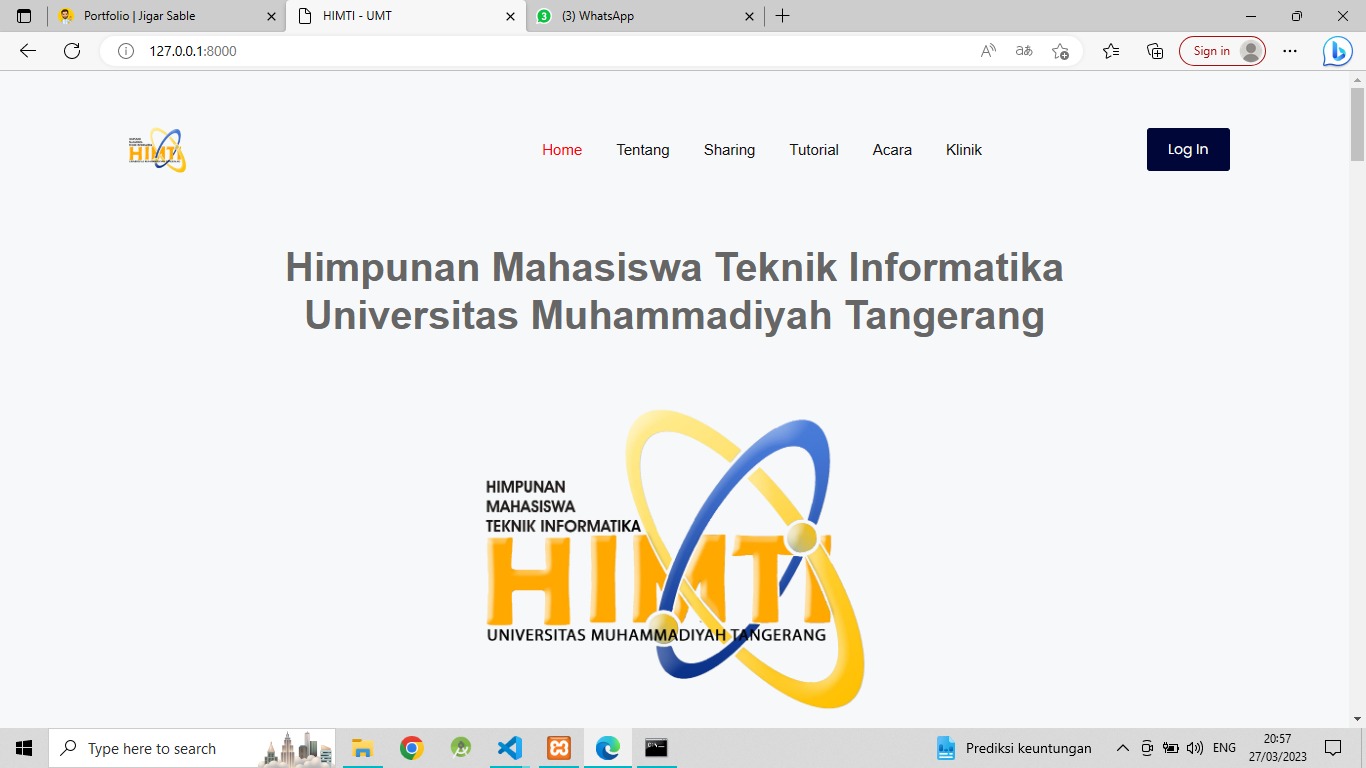 Portfolio | Jigar Sable
HIMTI - UMT
(3) WhatsApp
127.0.0.1:8000
Sign in
HIMTI
Home Tentang Sharing Tutorial Acara Klinik
Log In
Himpunan Mahasiswa Teknik Informatika
Universitas Muhammadiyah Tangerang
HIMPUNAN
MAHASISWA
TEKNIK INFORMATIKA
HIMTI
UNIVERSITAS MUHAMMADIYAH TANGERANG
Type here to search
Prediksi keuntungan
ENG
20:57
27/03/2023